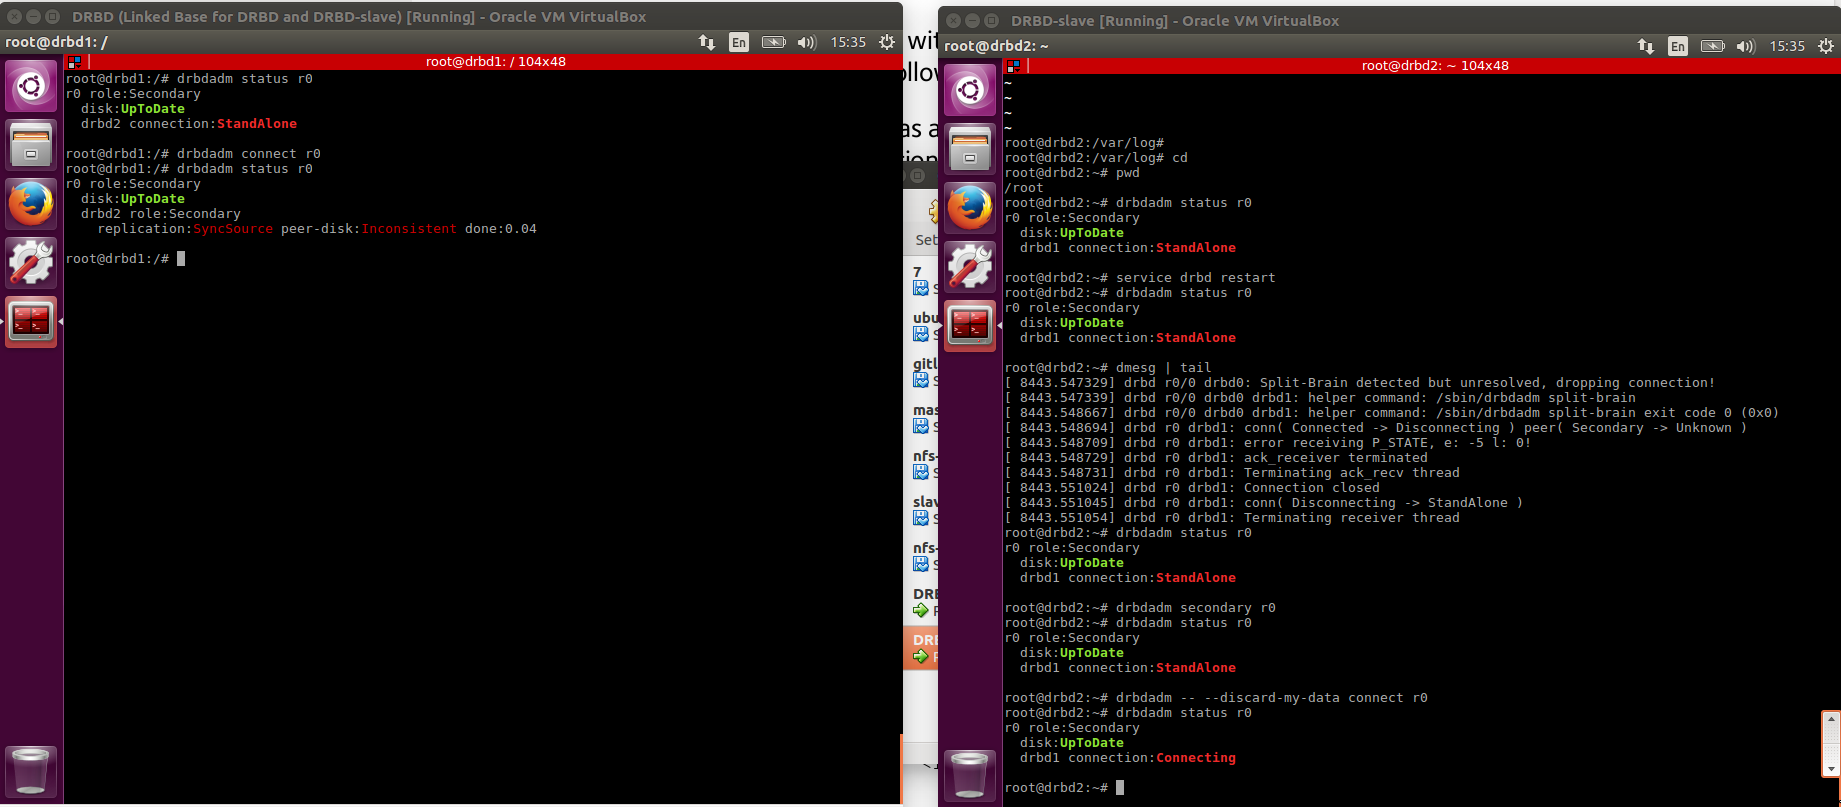 DRBD (Linked Base for DRBD and DRBD-slave) [Running] - Oracle VM VirtualBox
root@drbd1: /
En
15:35
root@drbd1: / 104x48
root@drbd1:/# drbdadm status r0
r0 role:Secondary
disk:UpToDate
drbd2 connection:StandAlone
root@drbd1:/# drbdadm connect r0
root@drbd1:/# drbdadm status r0
r0 role:Secondary
disk:UpToDate
drbd2 role:Secondary
replication:SyncSource peer-disk:Inconsistent done:0.04
root@drbd1:/#
wit
ollow
as a
Set
7
ubu
gitl
mas
nfs-
slav
nfs-
DRB
DRB
DRBD-slave [Running] - Oracle VM VirtualBox
root@drbd2: ~
En
15:35
root@drbd2: ~ 104x48
~
~
~
~
root@drbd2:/var/log#
root@drbd2:/var/log# cd
root@drbd2:~# pwd
/root
root@drbd2:~# drbdadm status r0
r0 role:Secondary
disk:UpToDate
drbd1 connection:StandAlone
root@drbd2:~# service drbd restart
root@drbd2:~# drbdadm status r0
r0 role:Secondary
disk:UpToDate
drbd1 connection:StandAlone
root@drbd2:~# dmesg | tail
[ 8443.547329] drbd r0/0 drbd0: Split-Brain detected but unresolved, dropping connection!
[ 8443.547339] drbd r0/0 drbd0 drbd1: helper command: /sbin/drbdadm split-brain
[ 8443.548667] drbd r0/0 drbd0 drbd1: helper command: /sbin/drbdadm split-brain exit code 0 (0x0)
[ 8443.548694] drbd r0 drbd1: conn( Connected -> Disconnecting ) peer( Secondary -> Unknown )
[ 8443.548709] drbd r0 drbd1: error receiving P_STATE, e: -5 l: 0!
[ 8443.548729] drbd r0 drbd1: ack_receiver terminated
[ 8443.548731] drbd r0 drbd1: Terminating ack_recv thread
[ 8443.551024] drbd r0 drbd1: Connection closed
[ 8443.551045] drbd r0 drbd1: conn( Disconnecting -> StandAlone )
[ 8443.551054] drbd r0 drbd1: Terminating receiver thread
root@drbd2:~# drbdadm status r0
r0 role:Secondary
disk:UpToDate
drbd1 connection:StandAlone
root@drbd2:~# drbdadm secondary r0
root@drbd2:~# drbdadm status r0
r0 role:Secondary
disk:UpToDate
drbd1 connection:StandAlone
root@drbd2:~# drbdadm -- --discard-my-data connect r0
root@drbd2:~# drbdadm status r0
r0 role:Secondary
disk:UpToDate
drbd1 connection:Connecting
root@drbd2:~#